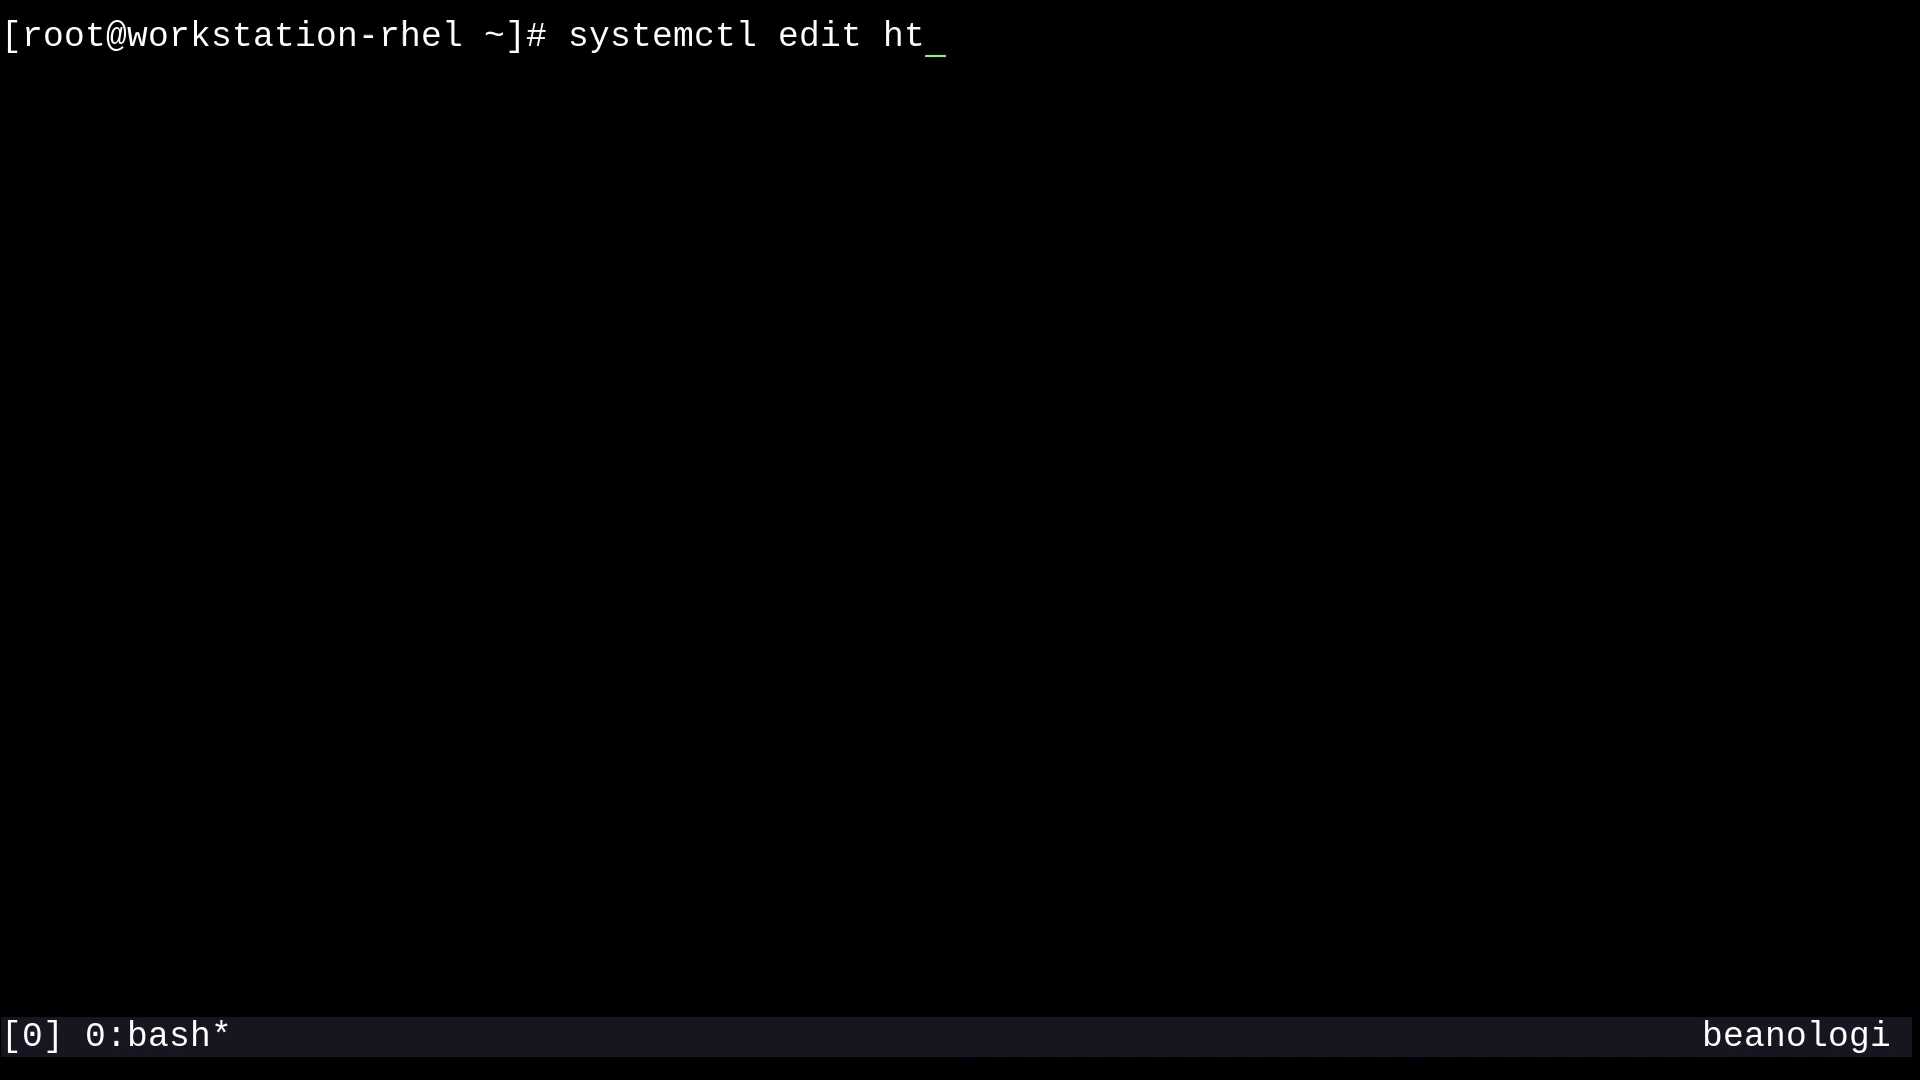 [root@workstation-rhel ~]# systemctl edit ht_
[0] 0:bash* beanologi